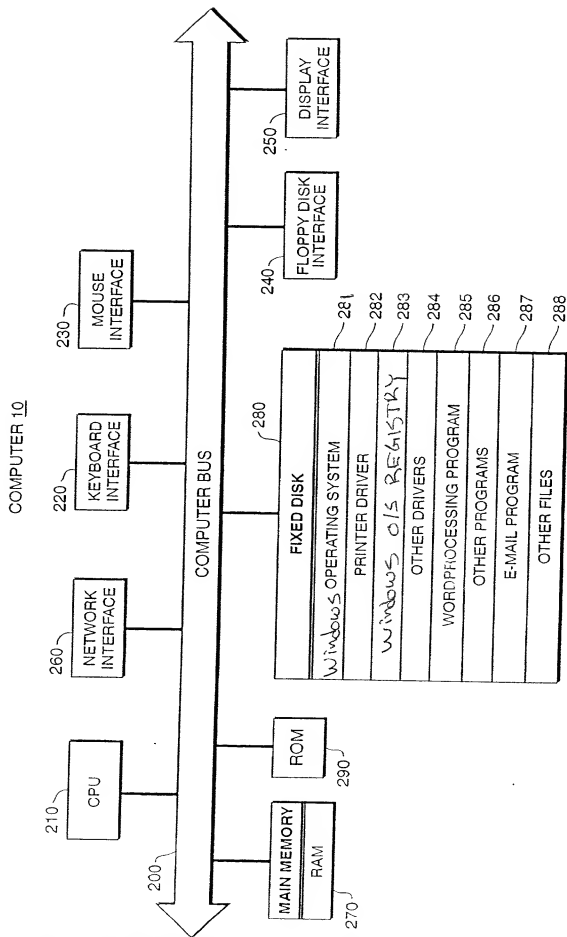 COMPUTER 10
210
CPU
260
NETWORK
INTERFACE
220
KEYBOARD
INTERFACE
230
MOUSE
INTERFACE
200
COMPUTER BUS
MAIN MEMORY
RAM
270
ROM
290
280
FIXED DISK
Windows OPERATING SYSTEM 281
PRINTER DRIVER 282
Windows O/S REGISTRY 283
OTHER DRIVERS 284
WORDPROCESSING PROGRAM 285
OTHER PROGRAMS 286
E-MAIL PROGRAM 287
OTHER FILES 288
240
FLOPPY DISK
INTERFACE
250
DISPLAY
INTERFACE